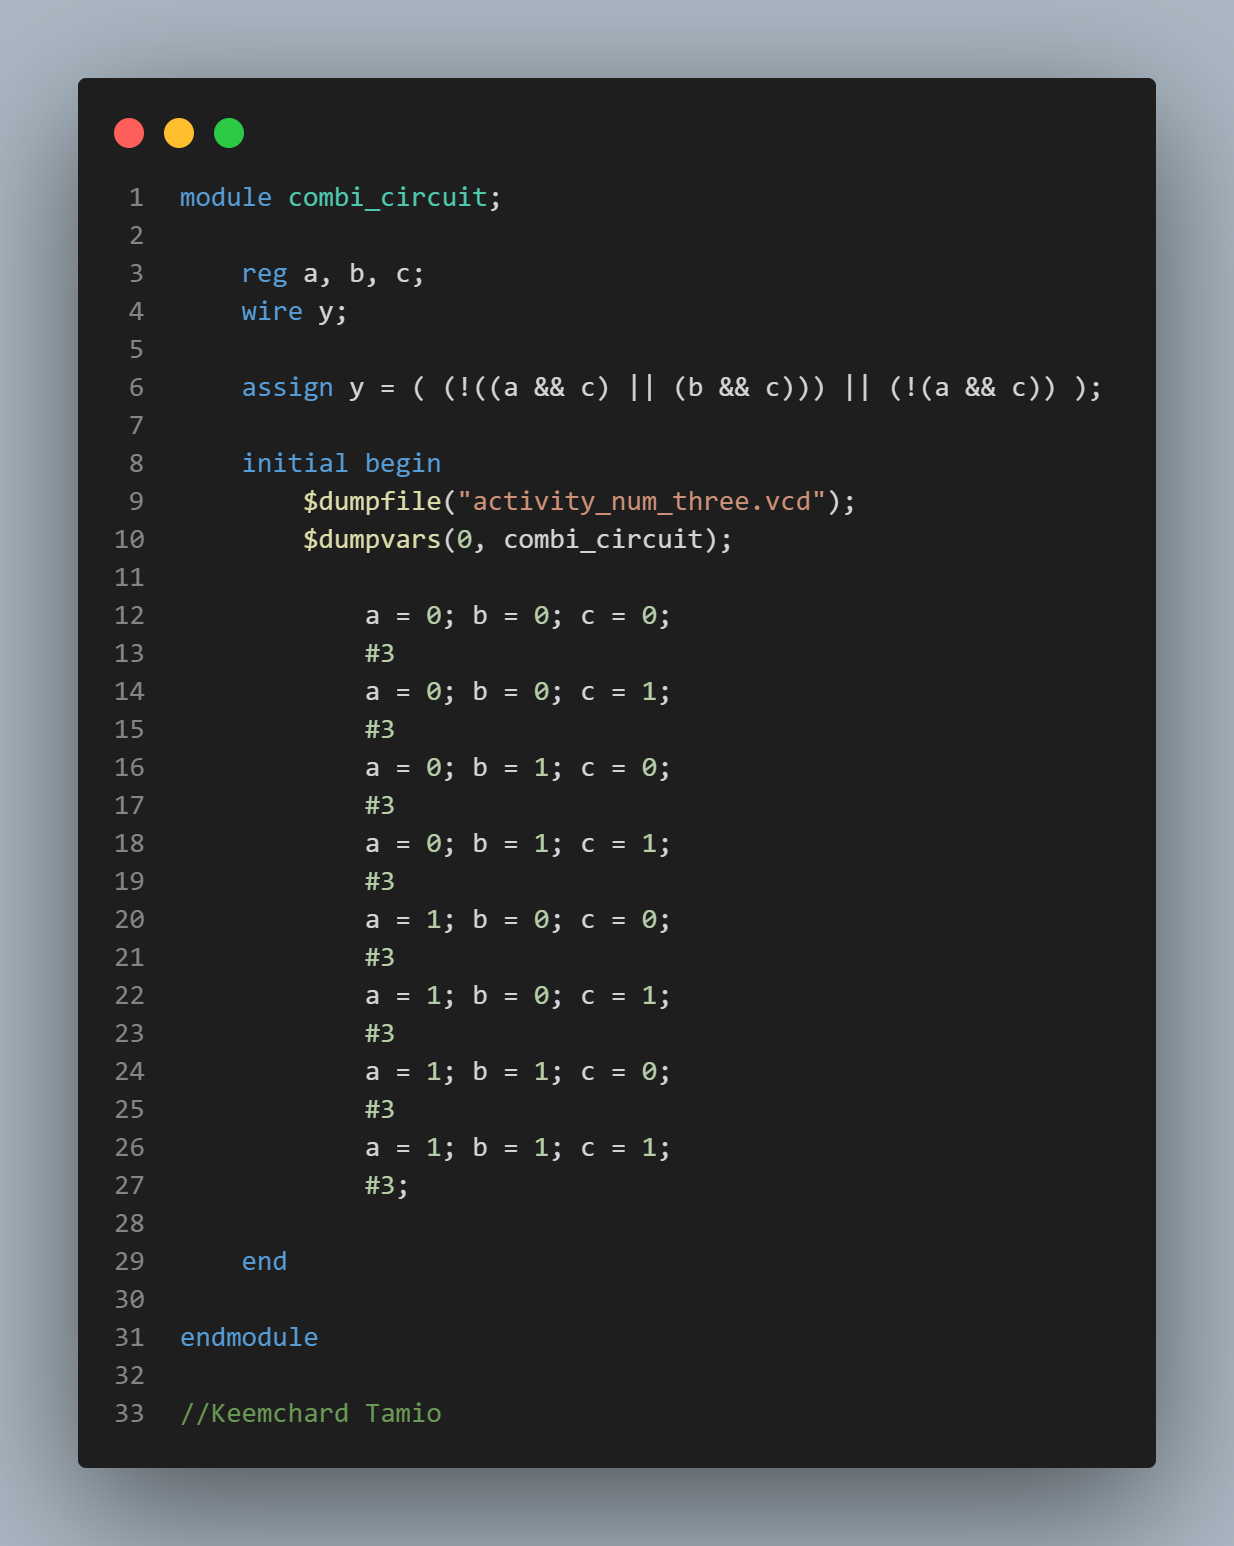 1 module combi_circuit;
2
3     reg a, b, c;
4     wire y;
5
6     assign y = ( (!((a && c) || (b && c))) || (!(a && c)) );
7
8     initial begin
9         $dumpfile("activity_num_three.vcd");
10         $dumpvars(0, combi_circuit);
11
12             a = 0; b = 0; c = 0;
13             #3
14             a = 0; b = 0; c = 1;
15             #3
16             a = 0; b = 1; c = 0;
17             #3
18             a = 0; b = 1; c = 1;
19             #3
20             a = 1; b = 0; c = 0;
21             #3
22             a = 1; b = 0; c = 1;
23             #3
24             a = 1; b = 1; c = 0;
25             #3
26             a = 1; b = 1; c = 1;
27             #3;
28
29     end
30
31 endmodule
32
33 //Keemchard Tamio